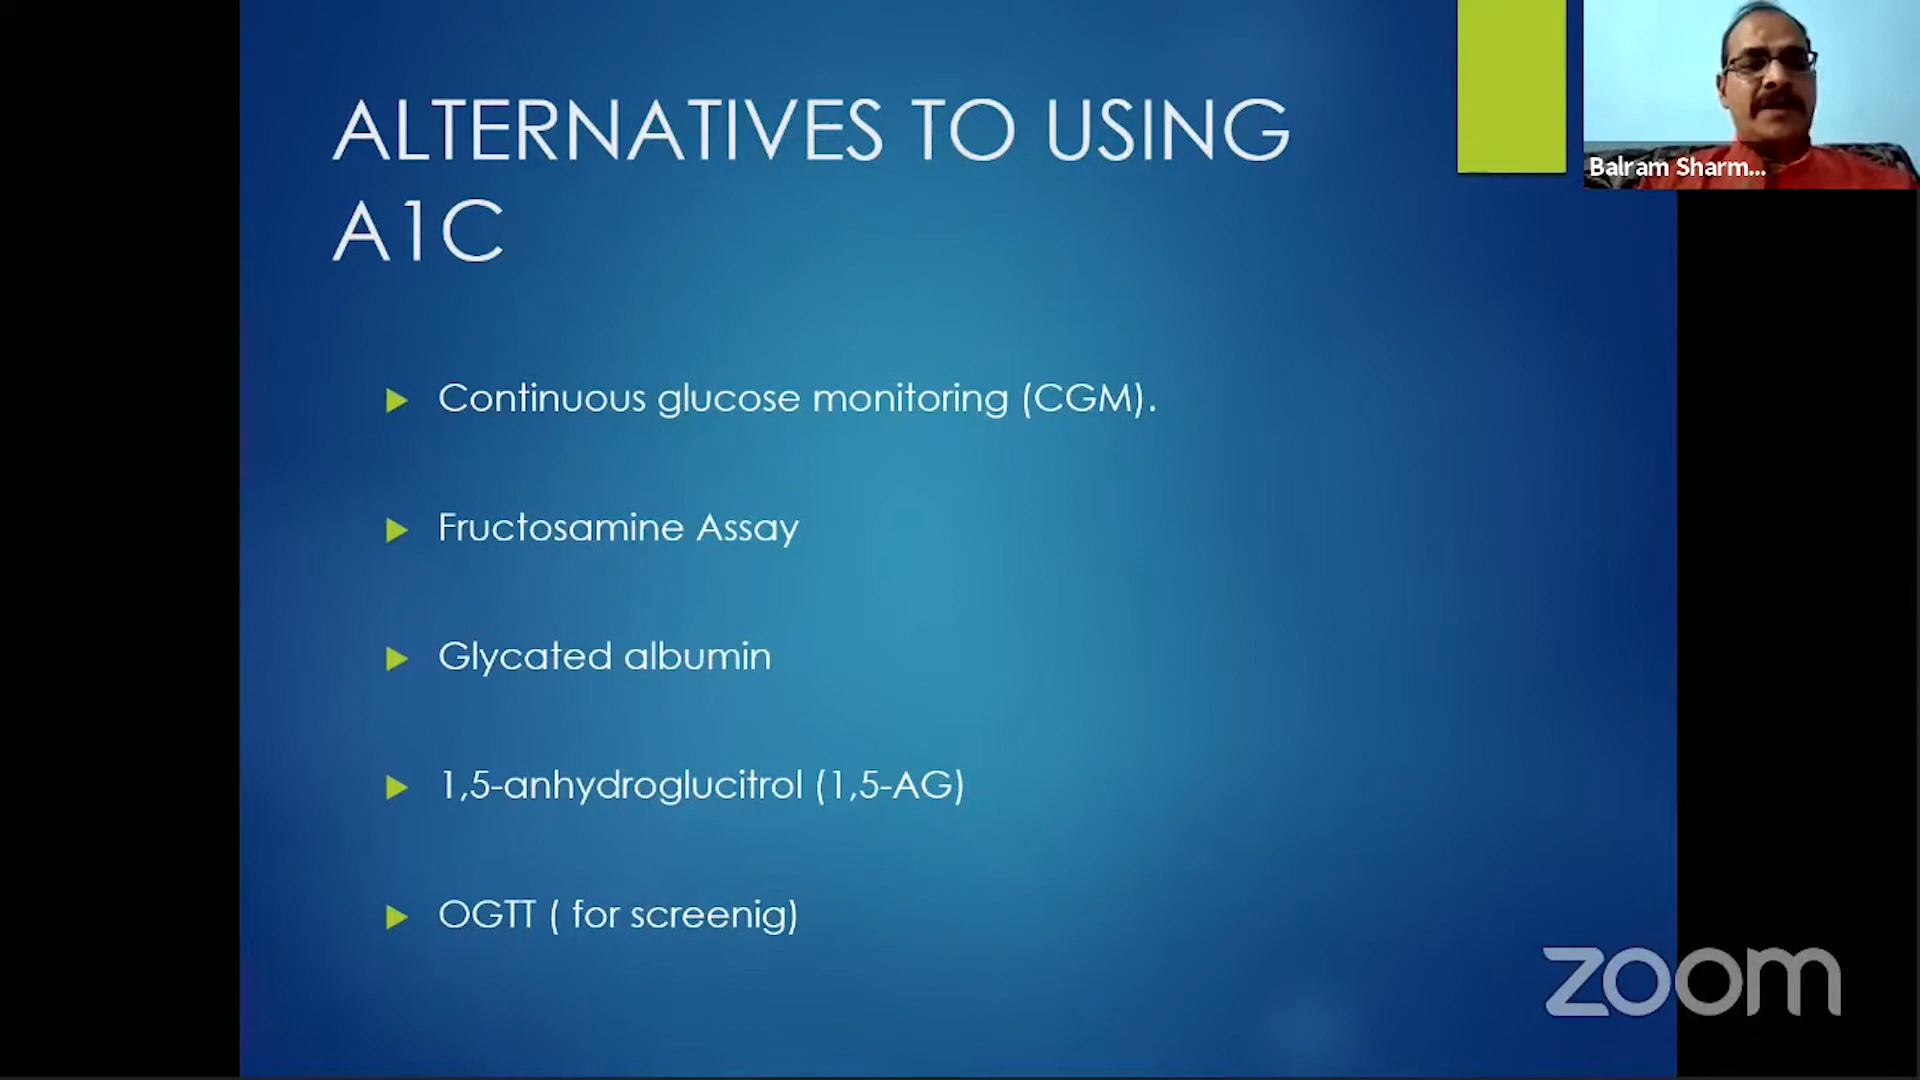 ALTERNATIVES TO USING
A1C
Continuous glucose monitoring (CGM).
Fructosamine Assay
Glycated albumin
1,5-anhydroglucitrol (1,5-AG)
OGTT ( for screenig)
Balram Sharm...
zoom